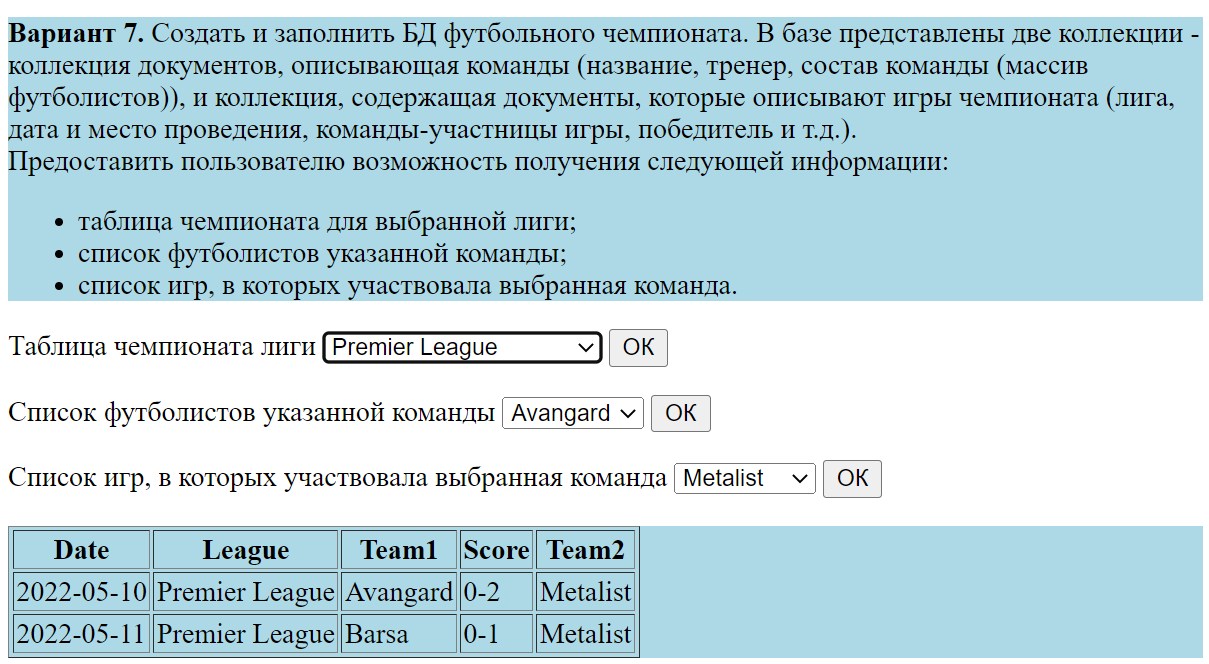 Вариант 7. Создать и заполнить БД футбольного чемпионата. В базе представлены две коллекции -
коллекция документов, описывающая команды (название, тренер, состав команды (массив
футболистов)), и коллекция, содержащая документы, которые описывают игры чемпионата (лига,
дата и место проведения, команды-участницы игры, победитель и т.д.).
Предоставить пользователю возможность получения следующей информации:
• таблица чемпионата для выбранной лиги;
• список футболистов указанной команды;
• список игр, в которых участвовала выбранная команда.
Таблица чемпионата лиги Premier League ОК
Список футболистов указанной команды Avangard ОК
Список игр, в которых участвовала выбранная команда Metalist ОК
Date League Team1 Score Team2
2022-05-10 Premier League Avangard 0-2 Metalist
2022-05-11 Premier League Barsa 0-1 Metalist